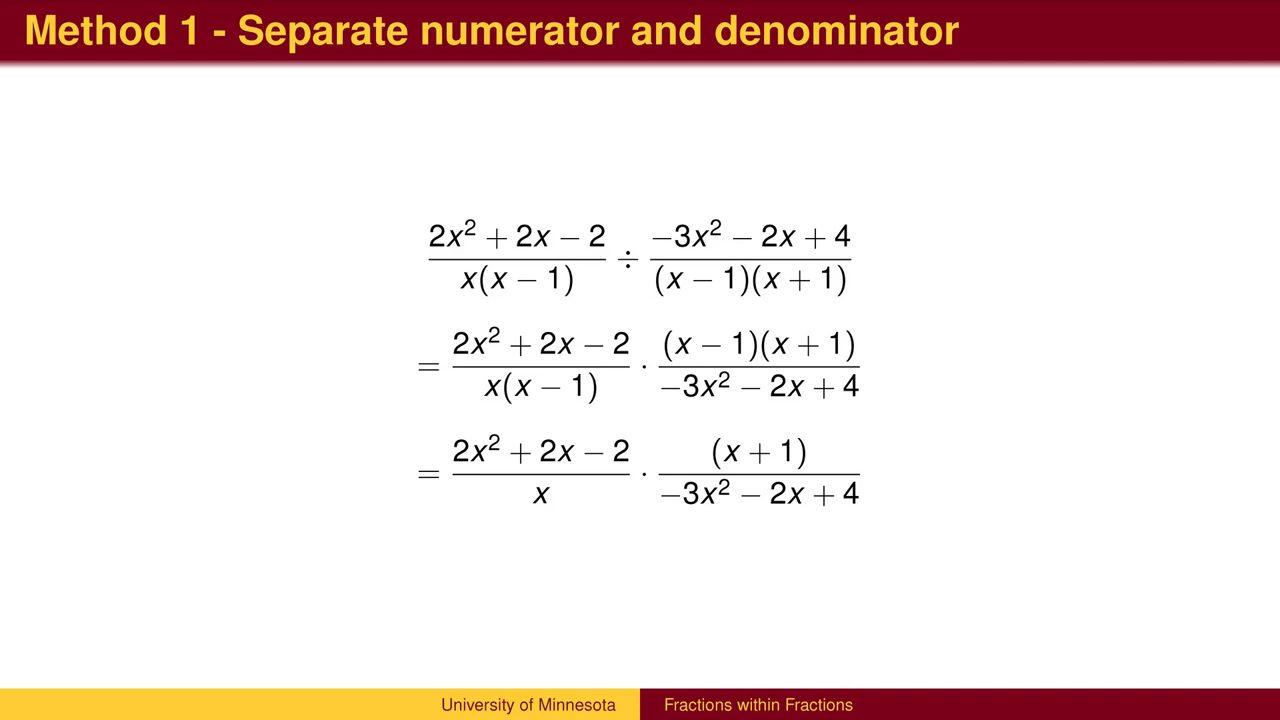 Method 1 - Separate numerator and denominator
2x² + 2x − 2 / x(x − 1) ÷ −3x² − 2x + 4 / (x − 1)(x + 1)
= 2x² + 2x − 2 / x(x − 1) · (x − 1)(x + 1) / −3x² − 2x + 4
= 2x² + 2x − 2 / x · (x + 1) / −3x² − 2x + 4
University of Minnesota
Fractions within Fractions